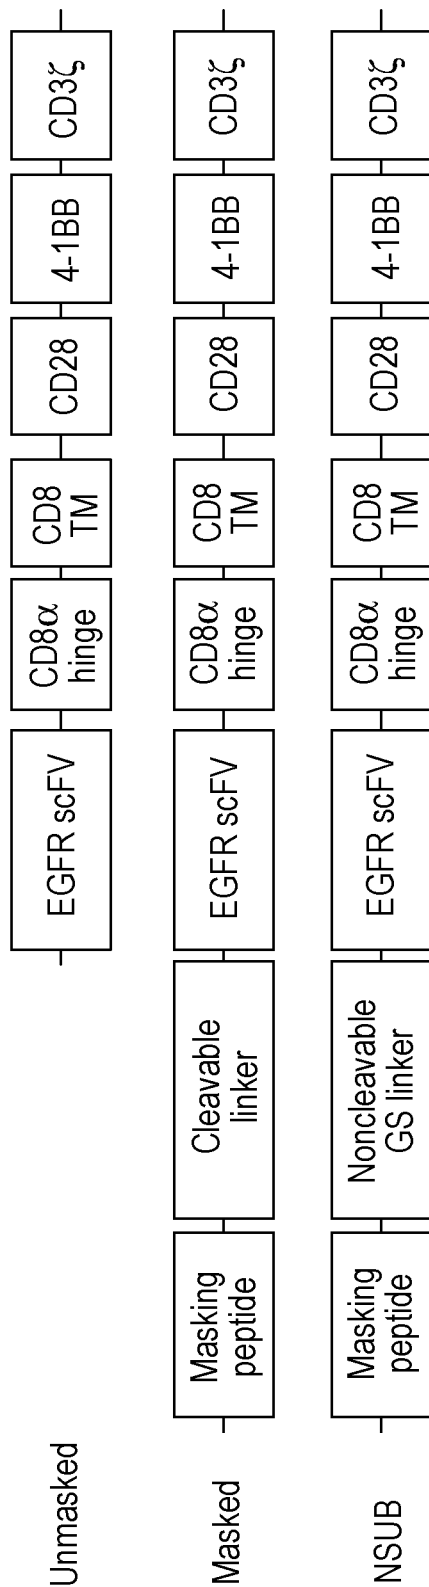 Unmasked
EGFR scFV
CD8α
hinge
CD8
TM
CD28
4-1BB
CD3ζ
Masked
Masking
peptide
Cleavable
linker
EGFR scFV
CD8α
hinge
CD8
TM
CD28
4-1BB
CD3ζ
NSUB
Masking
peptide
Noncleavable
GS linker
EGFR scFV
CD8α
hinge
CD8
TM
CD28
4-1BB
CD3ζ